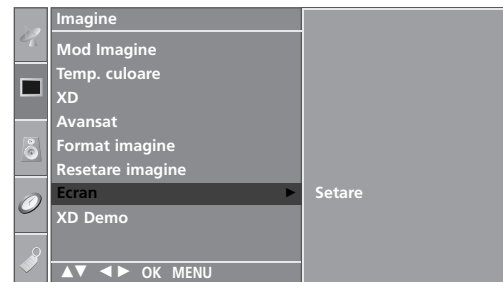 Imagine
Mod Imagine
Temp. culoare
XD
Avansat
Format imagine
Resetare imagine
Ecran ► Setare
XD Demo
▲▼ ◄► OK MENU